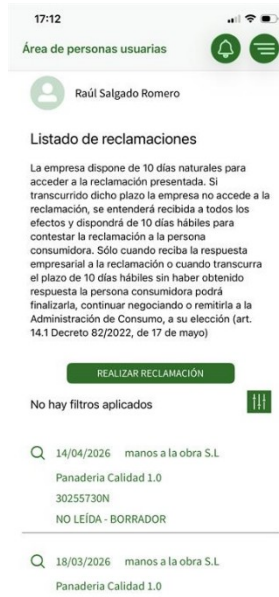 17:12
Área de personas usuarias
Raúl Salgado Romero
Listado de reclamaciones
La empresa dispone de 10 días naturales para
acceder a la reclamación presentada. Si
transcurrido dicho plazo la empresa no accede a la
reclamación, se entenderá recibida a todos los
efectos y dispondrá de 10 días hábiles para
contestar la reclamación a la persona
consumidora. Sólo cuando reciba la respuesta
empresarial a la reclamación o cuando transcurra
el plazo de 10 días hábiles sin haber obtenido
respuesta la persona consumidora podrá
finalizarla, continuar negociando o remitirla a la
Administración de Consumo, a su elección (art.
14.1 Decreto 82/2022, de 17 de mayo)
REALIZAR RECLAMACIÓN
No hay filtros aplicados
14/04/2026 manos a la obra S.L
Panaderia Calidad 1.0
30255730N
NO LEÍDA - BORRADOR
18/03/2026 manos a la obra S.L
Panaderia Calidad 1.0